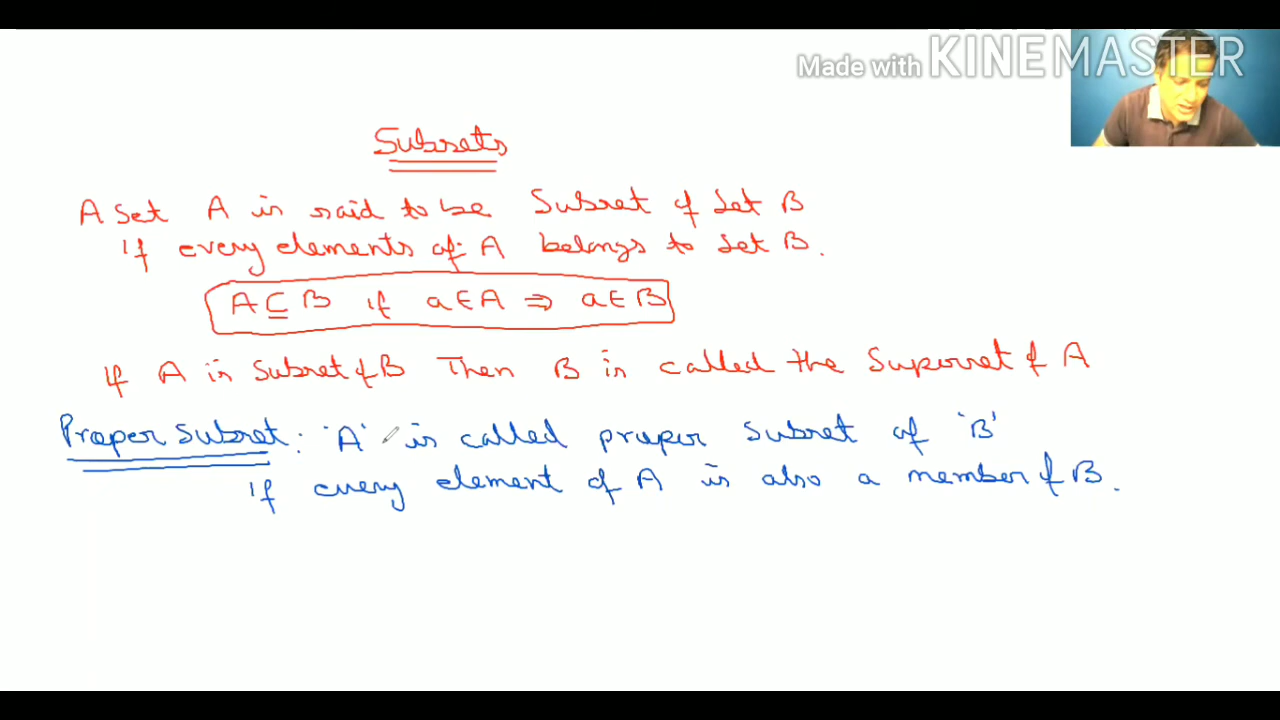 Made with KINEMASTER
Subsets
A Set A is said to be Subset of Set B
If every elements of A belongs to Set B.
A ⊆ B if a ∈ A ⇒ a ∈ B
If A is Subset of B Then B is called the Superset of A
Proper Subset : 'A' is called proper subset of 'B'
If every element of A is also a member of B.